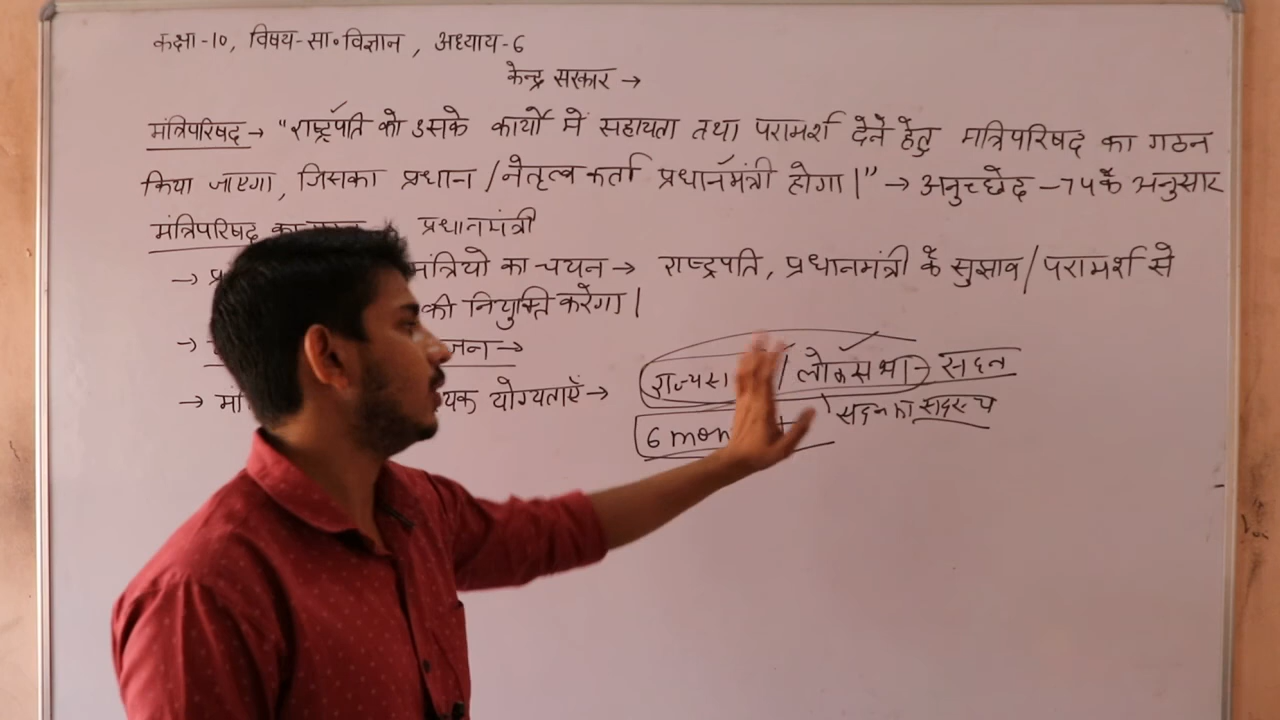 कक्षा-10, विषय-सा॰विज्ञान, अध्याय-6
केन्द्र सरकार →
मंत्रिपरिषद → "राष्ट्रपति को उसके कार्यो में सहायता तथा परामर्श देने हेतु मंत्रिपरिषद का गठन
किया जाएगा, जिसका प्रधान/नेतृत्व कर्ता प्रधानमंत्री होगा।" → अनुच्छेद -74 के अनुसार
मंत्रिपरिषद का प्रधानमंत्री
→ मंत्रियो का चयन → राष्ट्रपति, प्रधानमंत्री के सुझाव/परामर्श से
की नियुक्ति करेगा।
→ जन →
→ योग्यताएँ →
/ लोकसभा → सदन
सदन का सदस्य
6